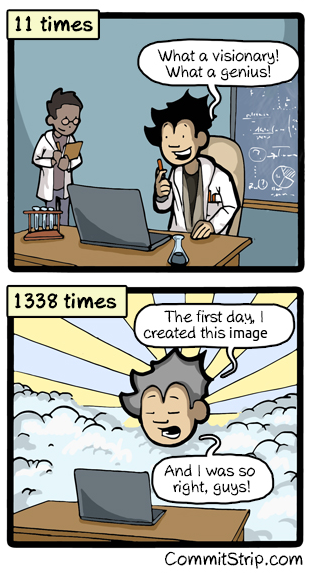 11 times
What a visionary!
What a genius!
1338 times
The first day, I
created this image
And I was so
right, guys!
CommitStrip.com